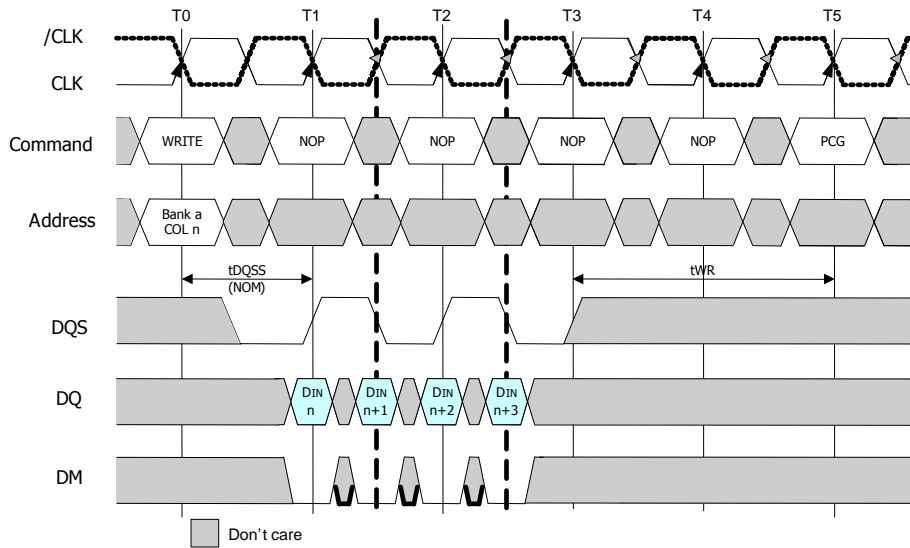 T0 T1 T2 T3 T4 T5
/CLK
CLK
Command WRITE NOP NOP NOP NOP PCG
Address Bank a
COL n
tDQSS
(NOM)
tWR
DQS
DQ DIN
n DIN
n+1 DIN
n+2 DIN
n+3
DM
Don't care